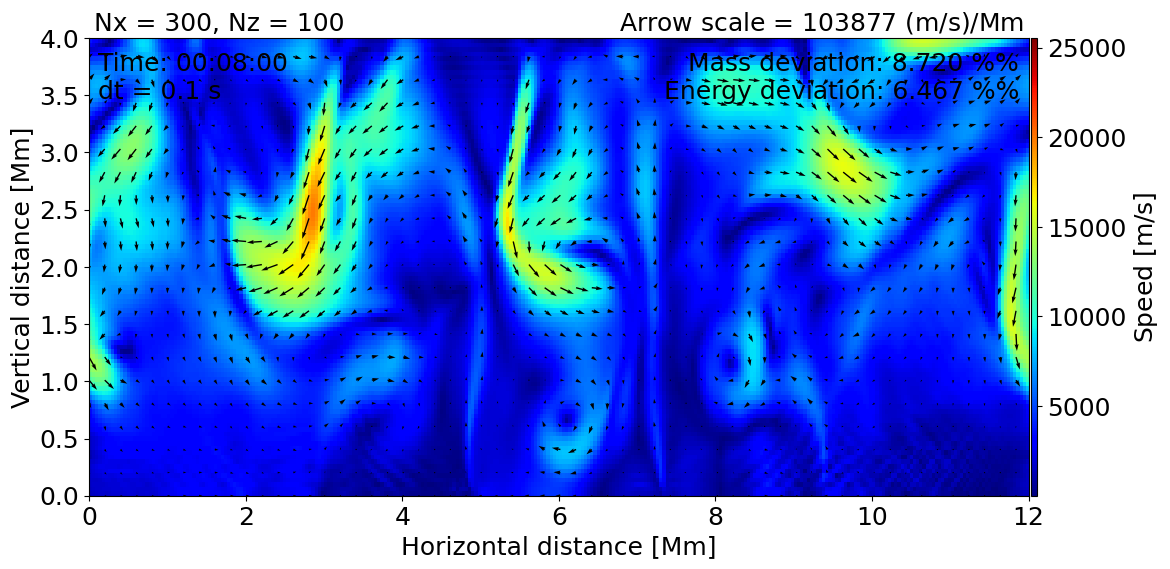 Nx = 300, Nz = 100
Arrow scale = 103877 (m/s)/Mm
Time: 00:08:00
dt = 0.1 s
Mass deviation: 8.720 %%
Energy deviation: 6.467 %%
4.0
3.5
3.0
2.5
2.0
1.5
1.0
0.5
0.0
Vertical distance [Mm]
0 2 4 6 8 10 12
Horizontal distance [Mm]
25000
20000
15000
10000
5000
Speed [m/s]